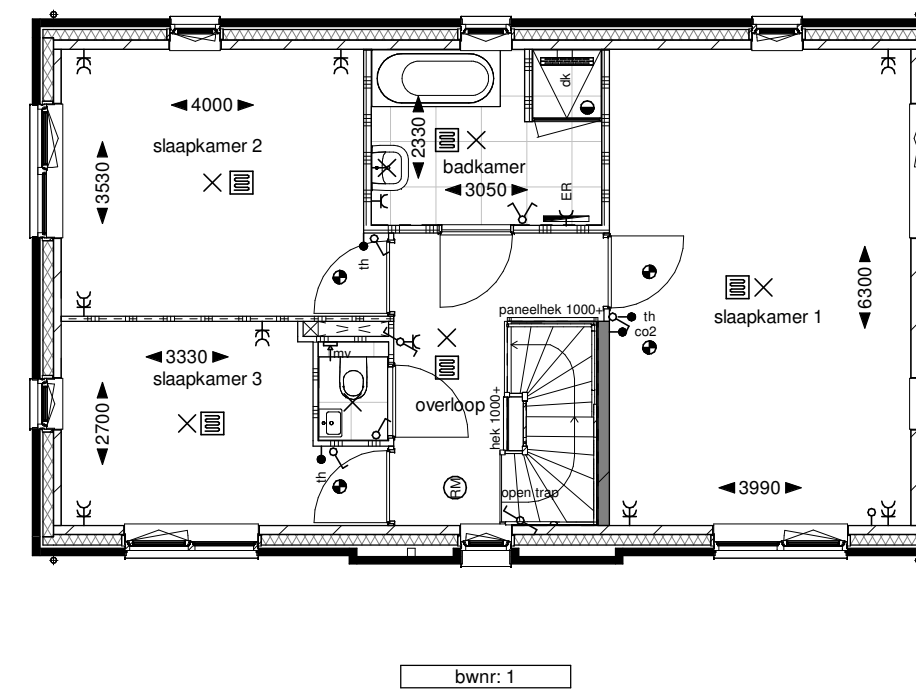 4000
slaapkamer 2
3530
2330
badkamer
3050
dk
ER
th
paneelhek 1000+
th
co2
6300
slaapkamer 1
3330
slaapkamer 3
2700
mv
overloop
hek 1000+
th
RM
open trap
3990
bwnr: 1